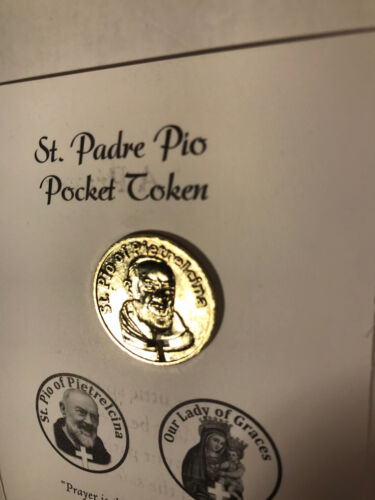 St. Padre Pio
Pocket Token
St. Pio of Pietrelcina
St. Pio of Pietrelcina
Our Lady of Graces
"Prayer is